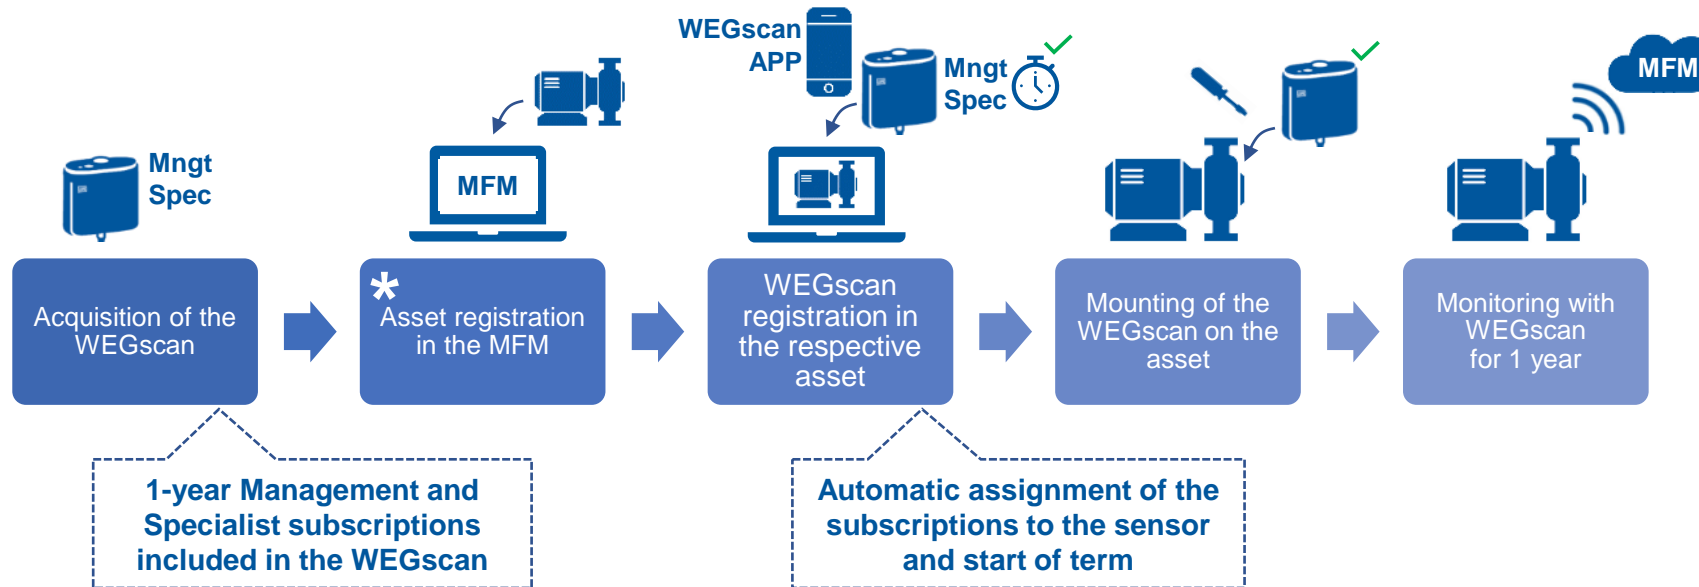 WEGscan
APP
Mngt
Spec
MFM
Mngt
Spec
MFM
Acquisition of the
WEGscan
*
Asset registration
in the MFM
WEGscan
registration in
the respective
asset
Mounting of the
WEGscan on the
asset
Monitoring with
WEGscan
for 1 year
1-year Management and
Specialist subscriptions
included in the WEGscan
Automatic assignment of the
subscriptions to the sensor
and start of term